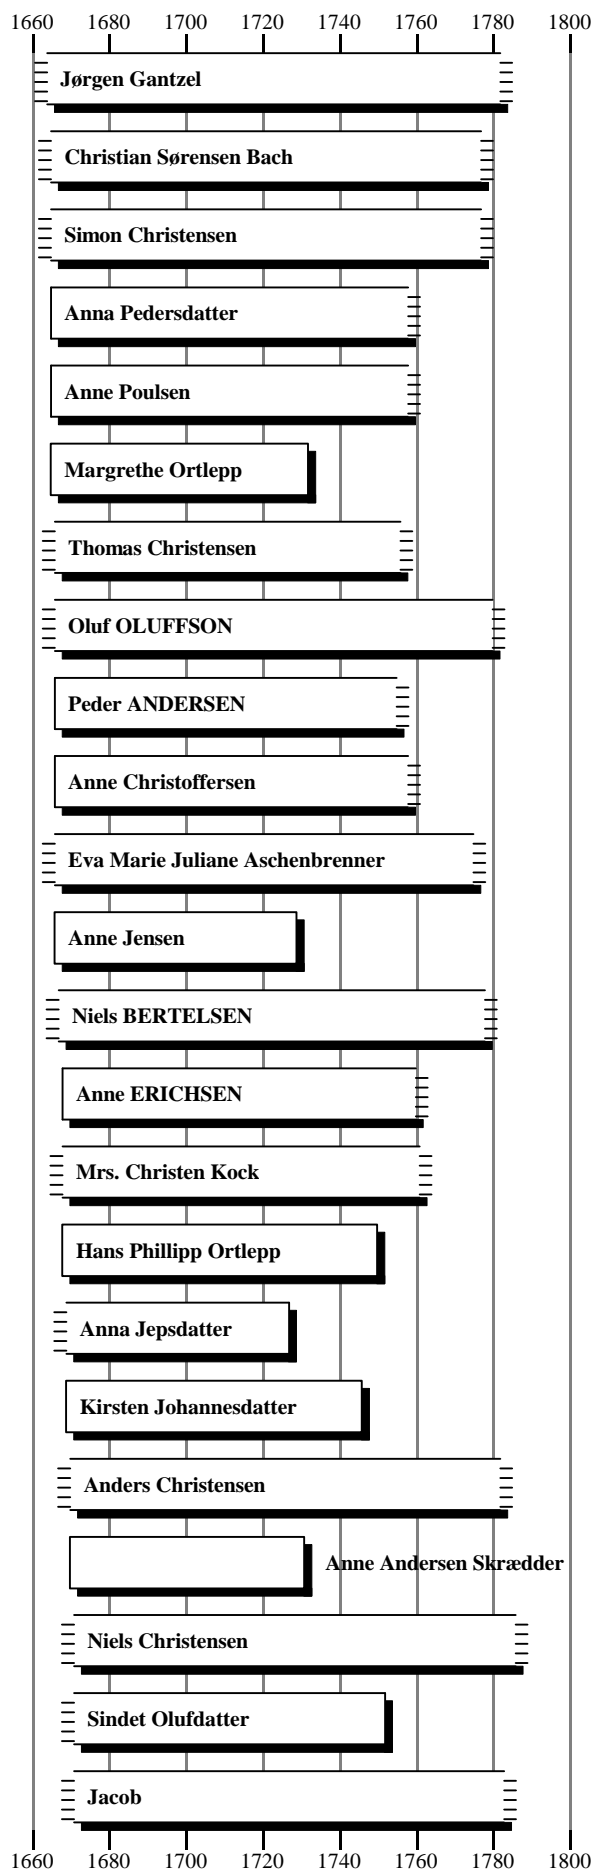 1660 1680 1700 1720 1740 1760 1780 1800
Jørgen Gantzel
Christian Sørensen Bach
Simon Christensen
Anna Pedersdatter
Anne Poulsen
Margrethe Ortlepp
Thomas Christensen
Oluf OLUFFSON
Peder ANDERSEN
Anne Christoffersen
Eva Marie Juliane Aschenbrenner
Anne Jensen
Niels BERTELSEN
Anne ERICHSEN
Mrs. Christen Kock
Hans Phillipp Ortlepp
Anna Jepsdatter
Kirsten Johannesdatter
Anders Christensen
Anne Andersen Skrædder
Niels Christensen
Sindet Olufdatter
Jacob
1660 1680 1700 1720 1740 1760 1780 1800